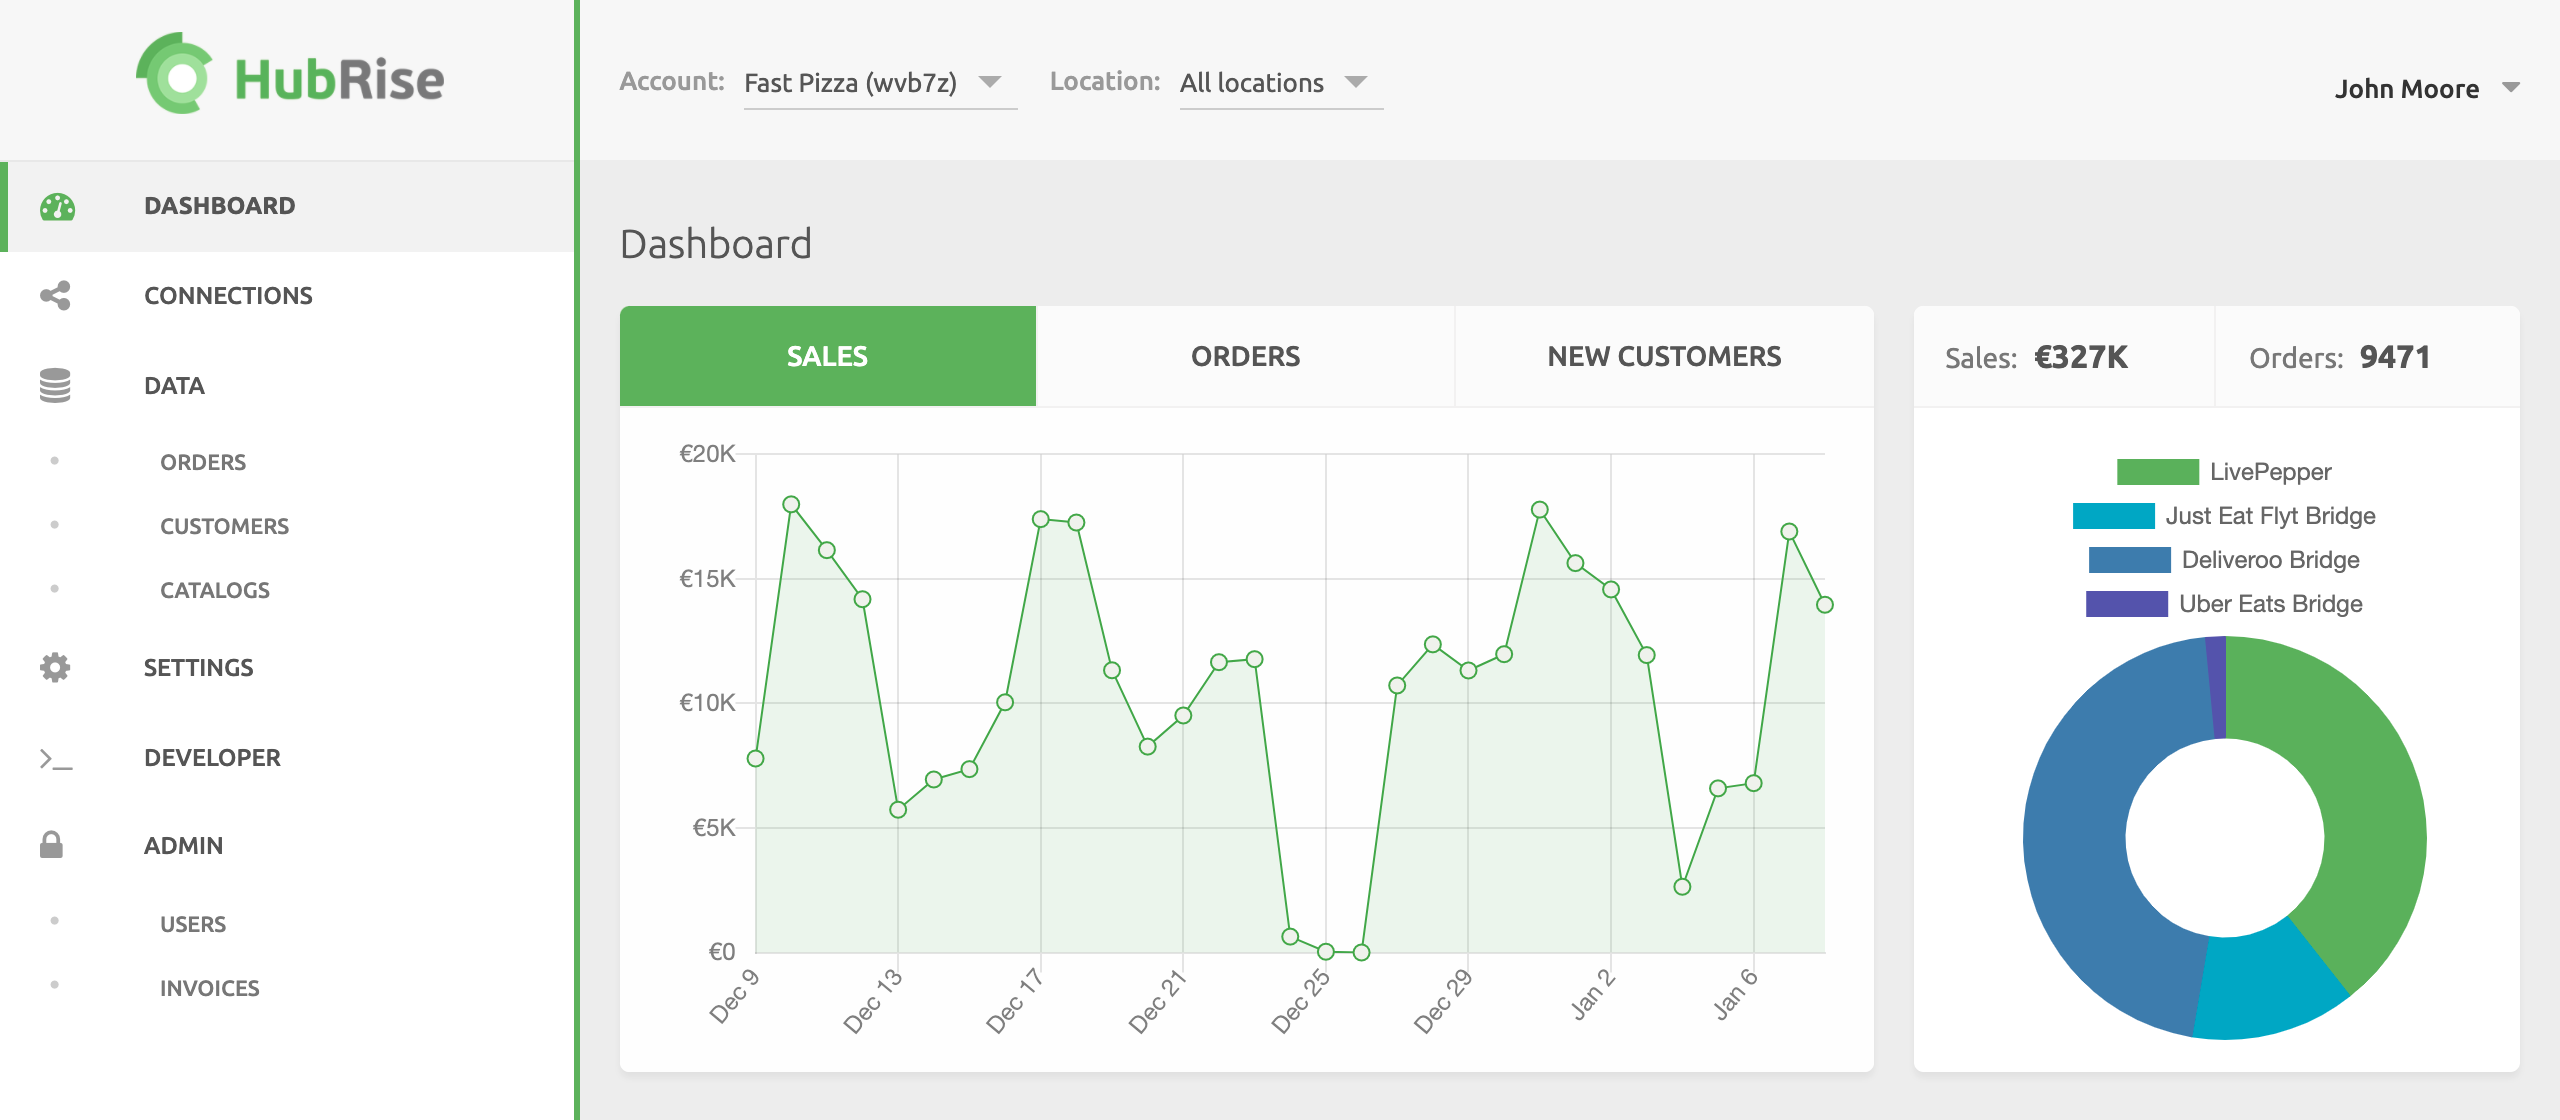 HubRise
Account: Fast Pizza (wvb7z) Location: All locations
John Moore
DASHBOARD
CONNECTIONS
DATA
ORDERS
CUSTOMERS
CATALOGS
SETTINGS
DEVELOPER
ADMIN
USERS
INVOICES
Dashboard
SALES ORDERS NEW CUSTOMERS
€20K
€15K
€10K
€5K
€0
Dec 9 Dec 13 Dec 17 Dec 21 Dec 25 Dec 29 Jan 2 Jan 6
Sales: €327K Orders: 9471
LivePepper
Just Eat Flyt Bridge
Deliveroo Bridge
Uber Eats Bridge